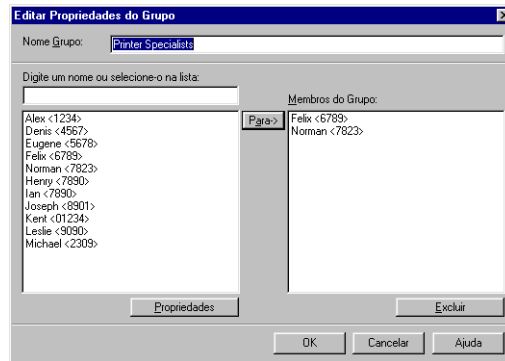 Editar Propriedades do Grupo
Nome Grupo: Printer Specialists
Digite um nome ou selecione-o na lista:
Membros do Grupo:
Alex <1234>
Denis <4567>
Eugene <5678>
Felix <6789>
Norman <7823>
Henry <7890>
Ian <7890>
Joseph <8901>
Kent <01234>
Leslie <9090>
Michael <2309>
Para->
Felix <6789>
Norman <7823>
Propriedades
Excluir
OK Cancelar Ajuda